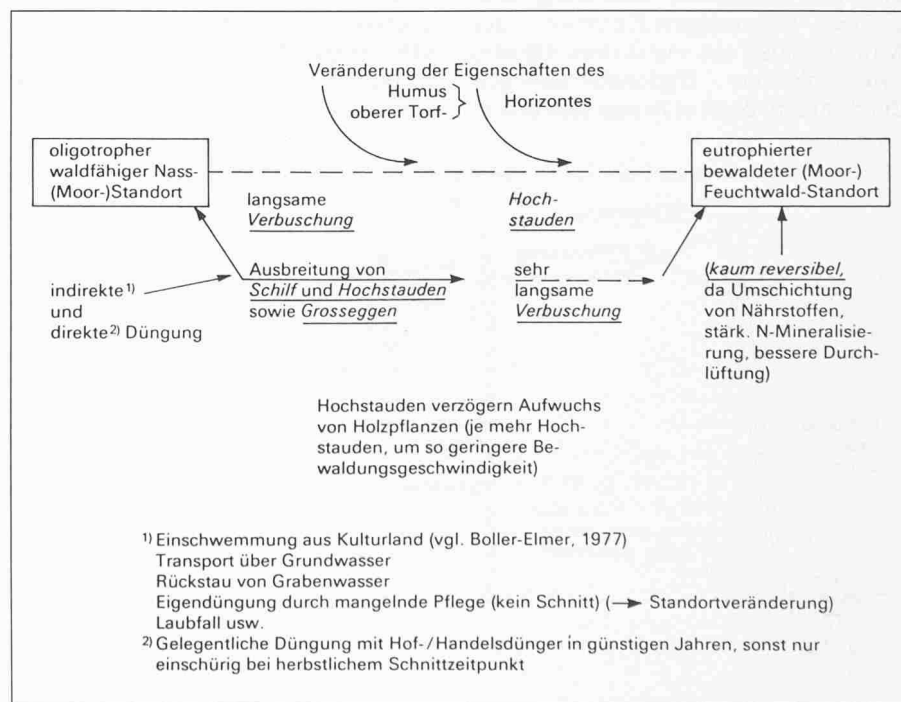 Veränderung der Eigenschaften des
Humus
oberer Torf-
Horizontes
oligotropher
waldfähiger Nass-
(Moor-)Standort
eutrophierter
bewaldeter (Moor-)
Feuchtwald-Standort
langsame
Verbuschung
Hoch-
stauden
indirekte1)
und
direkte2) Düngung
Ausbreitung von
Schilf und Hochstauden
sowie Grosseggen
sehr
langsame
Verbuschung
(kaum reversibel,
da Umschichtung
von Nährstoffen,
stärk. N-Mineralisie-
rung, bessere Durch-
lüftung)
Hochstauden verzögern Aufwuchs
von Holzpflanzen (je mehr Hoch-
stauden, um so geringere Be-
waldungsgeschwindigkeit)
1) Einschwemmung aus Kulturland (vgl. Boller-Elmer, 1977)
Transport über Grundwasser
Rückstau von Grabenwasser
Eigendüngung durch mangelnde Pflege (kein Schnitt) (→ Standortveränderung)
Laubfall usw.
2) Gelegentliche Düngung mit Hof-/Handelsdünger in günstigen Jahren, sonst nur
einschürig bei herbstlichem Schnittzeitpunkt